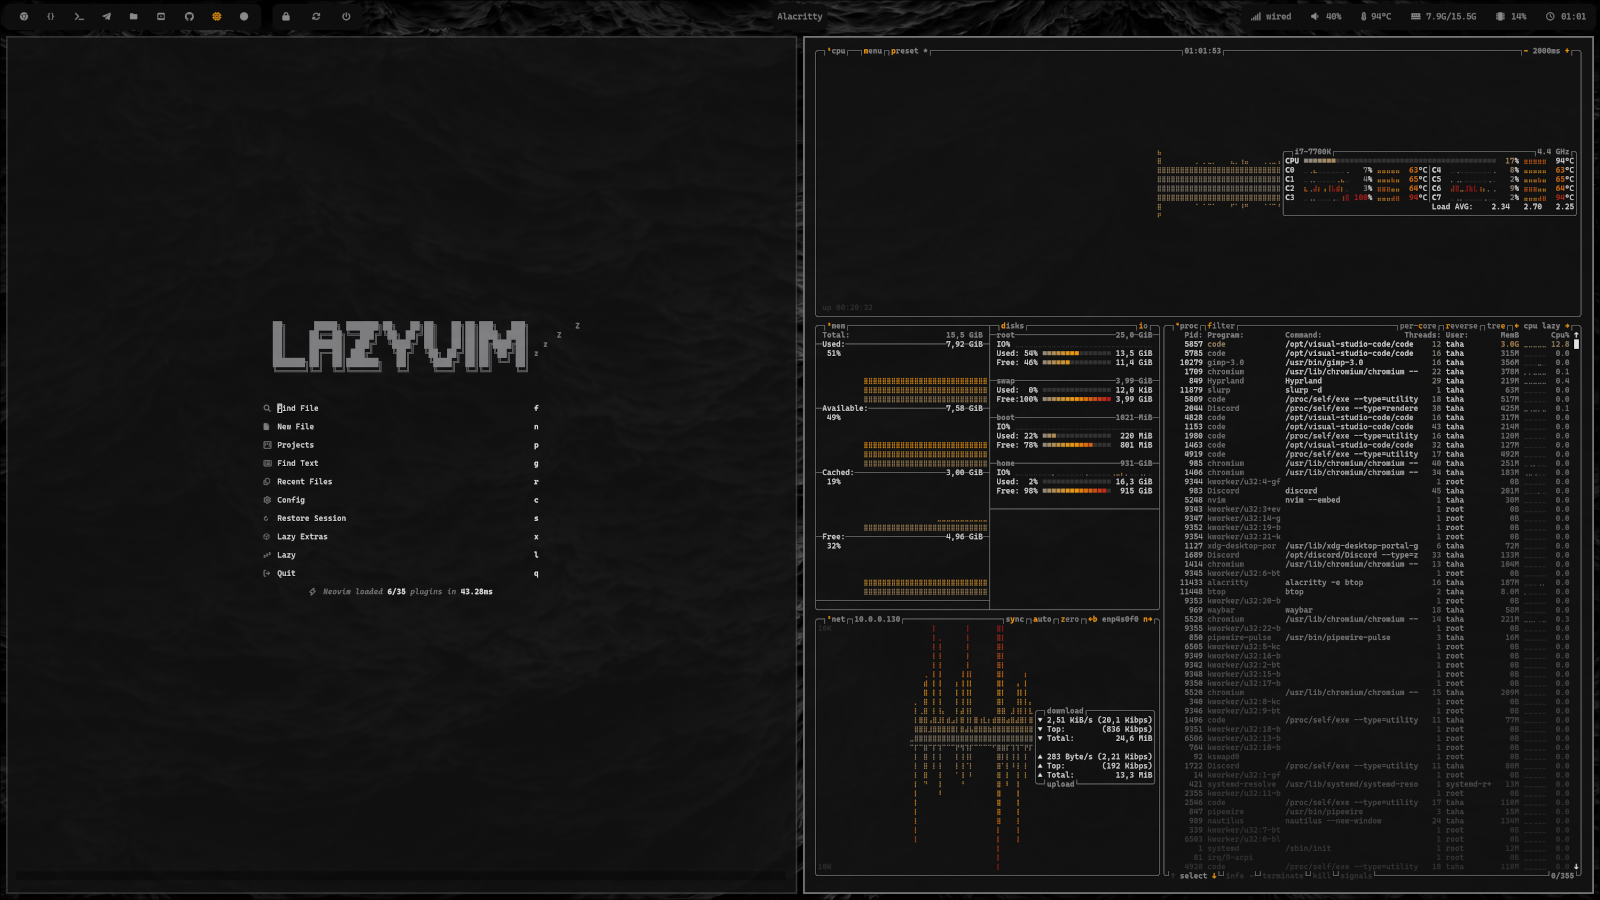 Alacritty
wired 40% 94°C 7.9G/15.5G 14% 01:01
LAZYVIM
z
Z
z
z
Find File f
New File n
Projects p
Find Text g
Recent Files r
Config c
Restore Session s
Lazy Extras x
Lazy l
Quit q
Neovim loaded 6/35 plugins in 43.28ms
cpu menu preset * 01:01:53 - 2000ms +
i7-7700K 4.4 GHz
CPU 17% 94°C
C0 7% 63°C C4 8% 63°C
C1 4% 65°C C5 2% 65°C
C2 3% 64°C C6 9% 64°C
C3 100% 94°C C7 2% 94°C
Load AVG: 2.34 2.70 2.25
up 00:20:32
mem
Total: 15,5 GiB
Used: 7,92 GiB
51%
Available: 7,58 GiB
49%
Cached: 3,00 GiB
19%
Free: 4,96 GiB
32%
disks io
root 25,0 GiB
IO%
Used: 54% 13,5 GiB
Free: 46% 11,4 GiB
swap 3,99 GiB
Used: 0% 12,0 KiB
Free:100% 3,99 GiB
boot 1021 MiB
IO%
Used: 22% 220 MiB
Free: 78% 801 MiB
home 931 GiB
IO%
Used: 2% 16,3 GiB
Free: 98% 915 GiB
net 10.0.0.130 sync auto zero ←b enp4s0f0 n→
10K
download
▼ 2,51 KiB/s (20,1 Kibps)
▼ Top: (836 Kibps)
▼ Total: 24,6 MiB
▲ 283 Byte/s (2,21 Kibps)
▲ Top: (192 Kibps)
▲ Total: 13,3 MiB
upload
10K
proc filter per-core reverse tree ← cpu lazy →
Pid: Program: Command: Threads: User: MemB Cpu% ↑
5857 code /opt/visual-studio-code/code 12 taha 3.0G 12.8
5785 code /opt/visual-studio-code/code 16 taha 315M 0.0
10279 gimp-3.0 /usr/bin/gimp-3.0 16 taha 356M 0.0
1709 chromium /usr/lib/chromium/chromium -- 22 taha 370M 0.1
849 Hyprland Hyprland 29 taha 219M 0.4
11879 slurp slurp -d 1 taha 63M 0.0
5809 code /proc/self/exe --type=utility 18 taha 517M 0.0
2044 Discord /proc/self/exe --type=rendere 38 taha 425M 0.1
4828 code /opt/visual-studio-code/code 16 taha 120M 0.0
1153 code /opt/visual-studio-code/code 43 taha 214M 0.0
1980 code /proc/self/exe --type=utility 16 taha 120M 0.0
1463 code /opt/visual-studio-code/code 32 taha 127M 0.0
4919 code /proc/self/exe --type=utility 17 taha 492M 0.0
985 chromium /usr/lib/chromium/chromium -- 40 taha 251M 0.0
1406 chromium /usr/lib/chromium/chromium -- 34 taha 183M 0.0
9344 kworker/u32:4-gf 1 root 0B 0.0
983 Discord discord 45 taha 201M 0.0
5248 nvim nvim --embed 1 taha 30M 0.0
9343 kworker/u32:3+ev 1 root 0B 0.0
9347 kworker/u32:14-g 1 root 0B 0.0
9352 kworker/u32:19-b 1 root 0B 0.0
9354 kworker/u32:21-k 1 root 0B 0.0
1127 xdg-desktop-por /usr/lib/xdg-desktop-portal-g 6 taha 72M 0.0
1689 Discord /opt/discord/Discord --type=z 33 taha 133M 0.0
1414 chromium /usr/lib/chromium/chromium -- 13 taha 104M 0.0
9345 kworker/u32:6-bt 1 root 0B 0.0
11433 alacritty alacritty -e btop 16 taha 187M 0.0
11448 btop btop 2 taha 8.0M 0.0
9353 kworker/u32:20-b 1 root 0B 0.0
969 waybar waybar 18 taha 58M 0.0
5528 chromium /usr/lib/chromium/chromium -- 14 taha 221M 0.3
9355 kworker/u32:22-b 1 root 0B 0.0
850 pipewire-pulse /usr/bin/pipewire-pulse 3 taha 16M 0.0
6505 kworker/u32:5-kc 1 root 0B 0.0
9349 kworker/u32:16-b 1 root 0B 0.0
9342 kworker/u32:2-bt 1 root 0B 0.0
9348 kworker/u32:15-b 1 root 0B 0.0
9350 kworker/u32:17-b 1 root 0B 0.0
5520 chromium /usr/lib/chromium/chromium -- 15 taha 209M 0.0
340 kworker/u32:8-kc 1 root 0B 0.0
9346 kworker/u32:9-bt 1 root 0B 0.0
1496 code /proc/self/exe --type=utility 11 taha 77M 0.0
9351 kworker/u32:18-b 1 root 0B 0.0
6506 kworker/u32:13-b 1 root 0B 0.0
764 kworker/u32:10-b 1 root 0B 0.0
92 kswapd0 1 root 0B 0.0
1722 Discord /proc/self/exe --type=utility 11 taha 80M 0.0
14 kworker/u32:1-gf 1 root 0B 0.0
421 systemd-resolve /usr/lib/systemd/systemd-reso 1 systemd-r+ 13M 0.0
2355 kworker/u32:11-b 1 root 0B 0.0
2546 code /proc/self/exe --type=utility 17 taha 110M 0.0
847 pipewire /usr/bin/pipewire 3 taha 15M 0.0
989 nautilus nautilus --new-window 24 taha 134M 0.0
339 kworker/u32:7-bt 1 root 0B 0.0
6503 kworker/u32:0-bl 1 root 0B 0.0
1 systemd /sbin/init 1 root 12M 0.0
81 irq/9-acpi 1 root 0B 0.0
4938 code /proc/self/exe --type=utility 18 taha 118M 0.0
↑ select ↓ info terminate kill signals 0/355